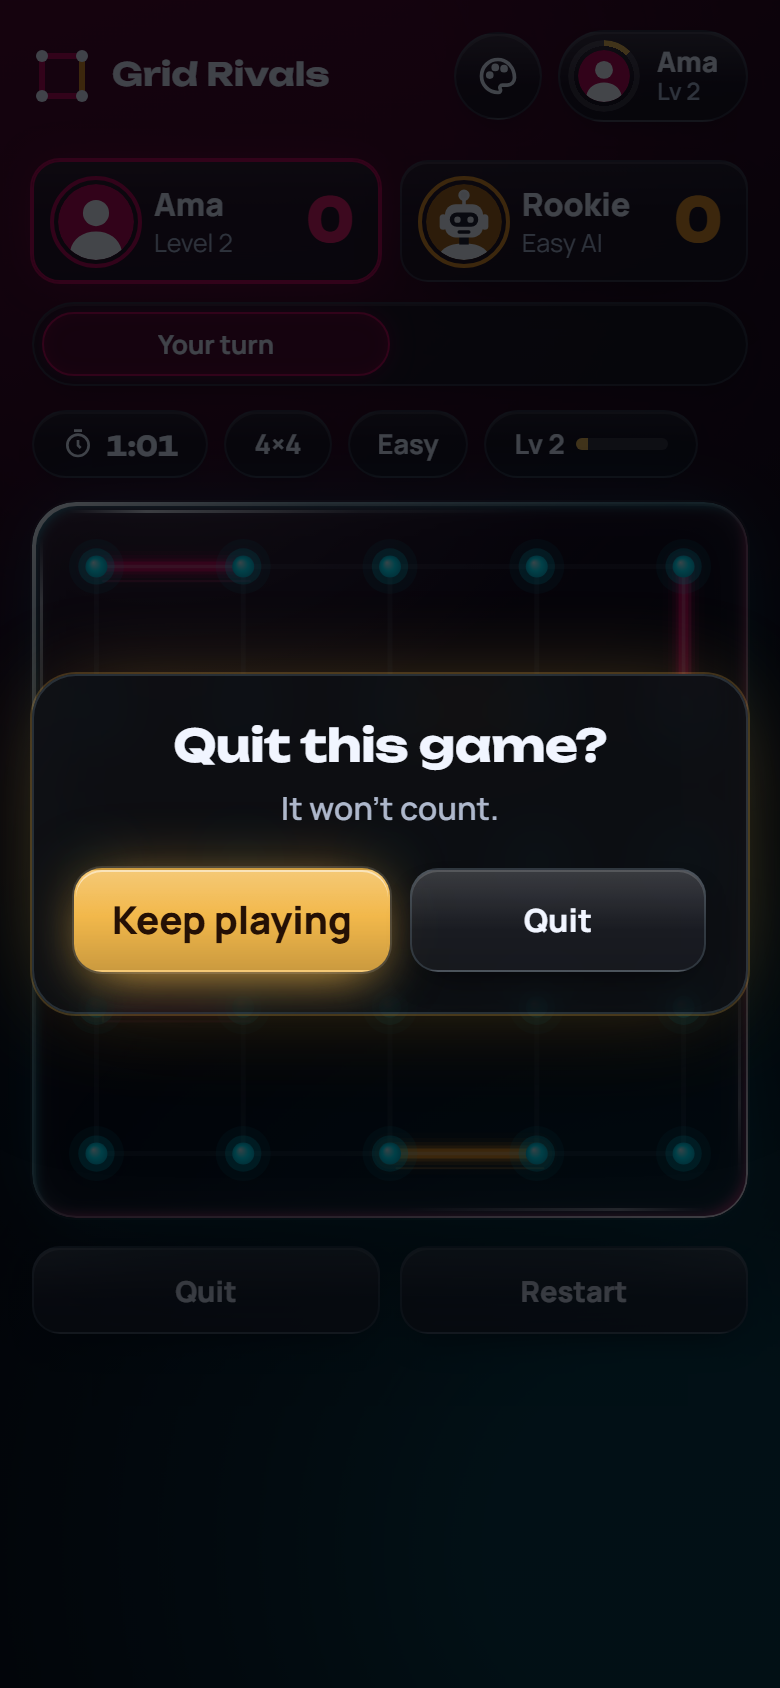 Grid Rivals
Ama
Lv 2
Ama
Level 2
0
Rookie
Easy AI
0
Your turn
1:01
4×4
Easy
Lv 2
Quit this game?
It won’t count.
Keep playing
Quit
Quit
Restart